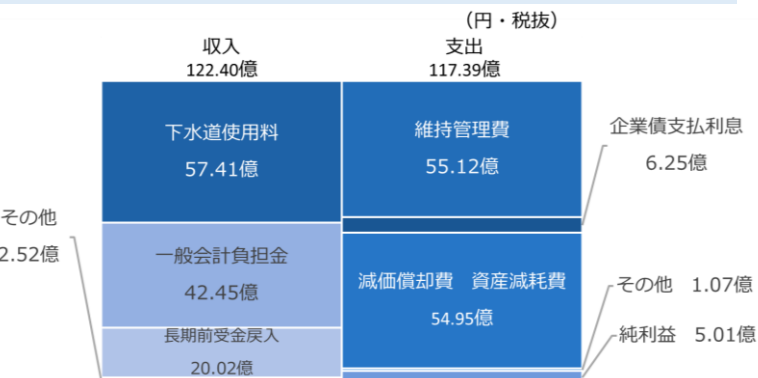 （円・税抜）
収入
122.40億
支出
117.39億
下水道使用料
57.41億
維持管理費
55.12億
企業債支払利息
6.25億
その他
2.52億
一般会計負担金
42.45億
減価償却費　資産減耗費
54.95億
その他　1.07億
純利益　5.01億
長期前受金戻入
20.02億